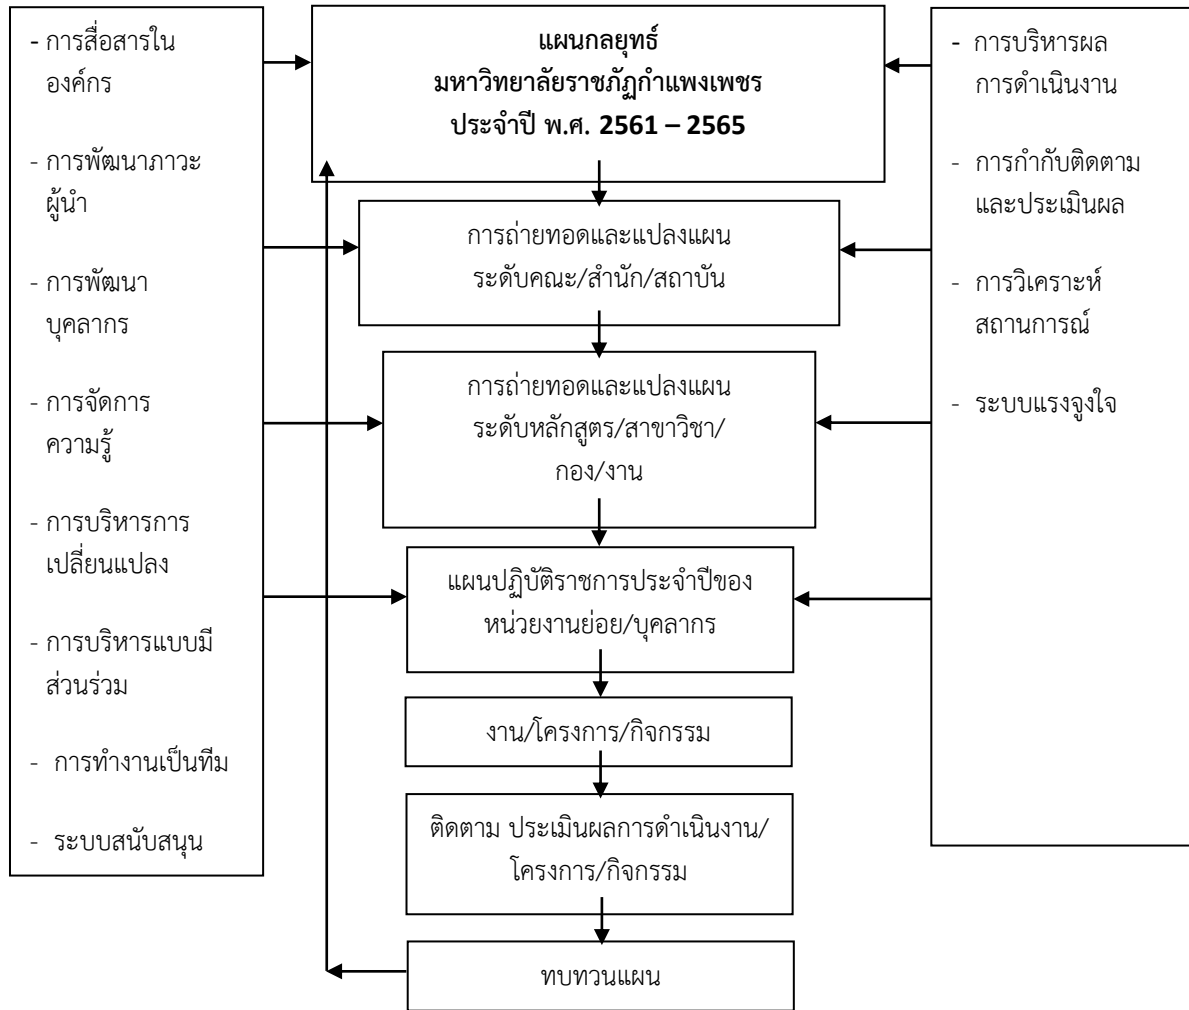 - การสื่อสารใน
องค์กร
- การพัฒนาภาวะ
ผู้นำ
- การพัฒนา
บุคลากร
- การจัดการ
ความรู้
- การบริหารการ
เปลี่ยนแปลง
- การบริหารแบบมี
ส่วนร่วม
- การทำงานเป็นทีม
- ระบบสนับสนุน
แผนกลยุทธ์
มหาวิทยาลัยราชภัฏกำแพงเพชร
ประจำปี พ.ศ. 2561 – 2565
การถ่ายทอดและแปลงแผน
ระดับคณะ/สำนัก/สถาบัน
การถ่ายทอดและแปลงแผน
ระดับหลักสูตร/สาขาวิชา/
กอง/งาน
แผนปฏิบัติราชการประจำปีของ
หน่วยงานย่อย/บุคลากร
งาน/โครงการ/กิจกรรม
ติดตาม ประเมินผลการดำเนินงาน/
โครงการ/กิจกรรม
ทบทวนแผน
- การบริหารผล
การดำเนินงาน
- การกำกับติดตาม
และประเมินผล
- การวิเคราะห์
สถานการณ์
- ระบบแรงจูงใจ